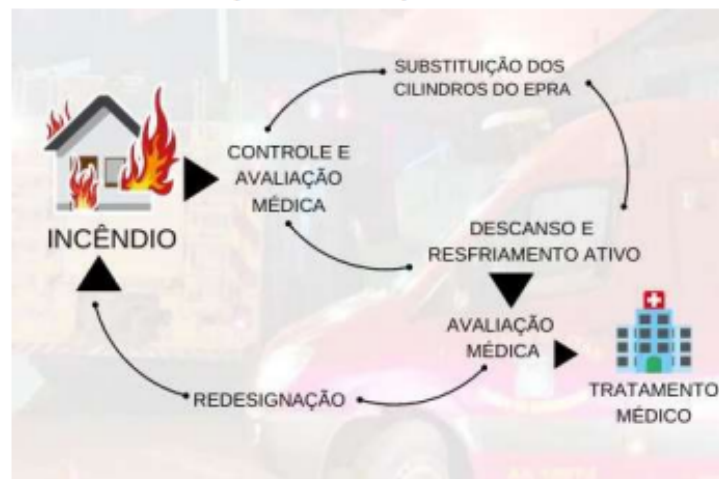 SUBSTITUIÇÃO DOS
CILINDROS DO EPRA
CONTROLE E
AVALIAÇÃO
MÉDICA
INCÊNDIO
DESCANSO E
RESFRIAMENTO ATIVO
AVALIAÇÃO
MÉDICA
TRATAMENTO
MÉDICO
REDESIGNAÇÃO